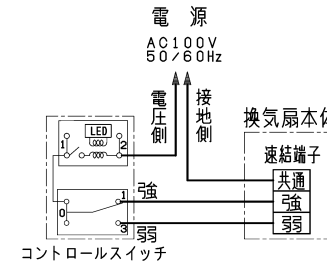 電源
AC100V
50/60Hz
電圧側
接地側
換気扇本体
LED
1
2
速結端子
共通
強
弱
0
1
3
強
弱
コントロールスイッチ